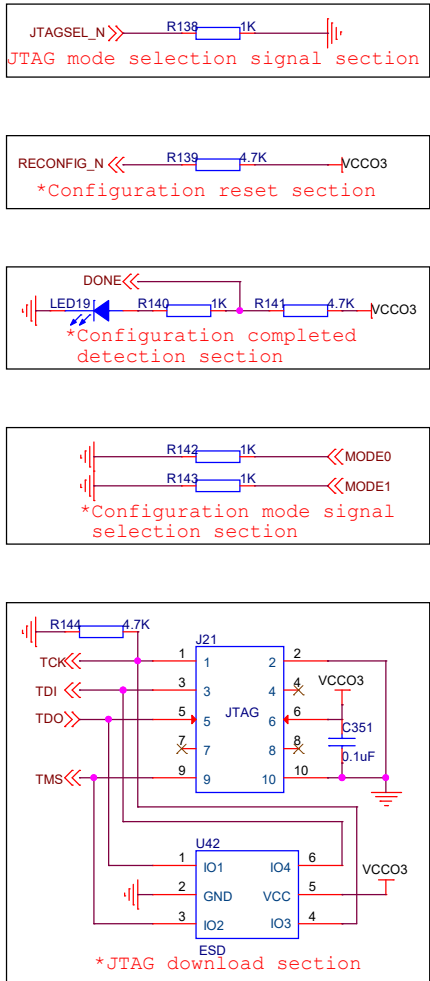 JTAGSEL_N R138 1K
JTAG mode selection signal section
RECONFIG_N R139 4.7K VCCO3
*Configuration reset section
DONE
LED19 R140 1K R141 4.7K VCCO3
*Configuration completed
detection section
R142 1K MODE0
R143 1K MODE1
*Configuration mode signal
selection section
R144 4.7K
J21
TCK 1 1 2 2
TDI 3 3 4 4 VCCO3
TDO 5 5 JTAG 6 6
C351
7 7 8 8 0.1uF
TMS 9 9 10 10
U42
1 IO1 IO4 6
2 GND VCC 5 VCCO3
3 IO2 IO3 4
ESD
*JTAG download section